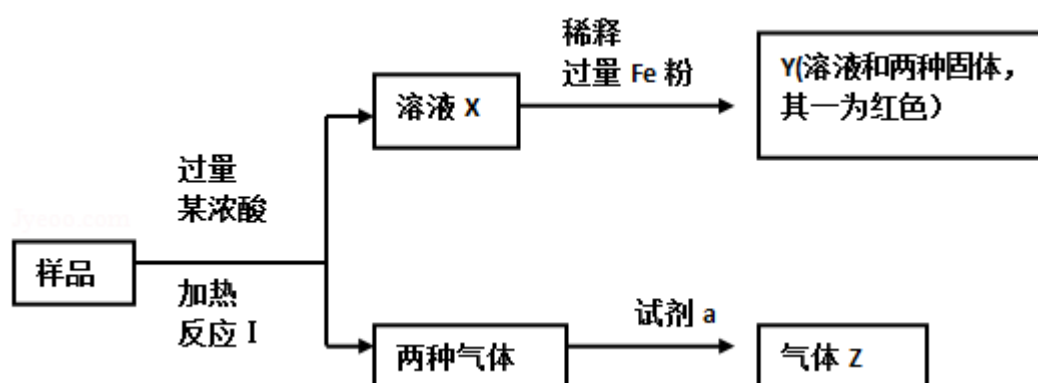 稀释
过量 Fe 粉
溶液 X
Y(溶液和两种固体,
其一为红色)
过量
某浓酸
样品
加热
反应 I
两种气体
试剂 a
气体 Z